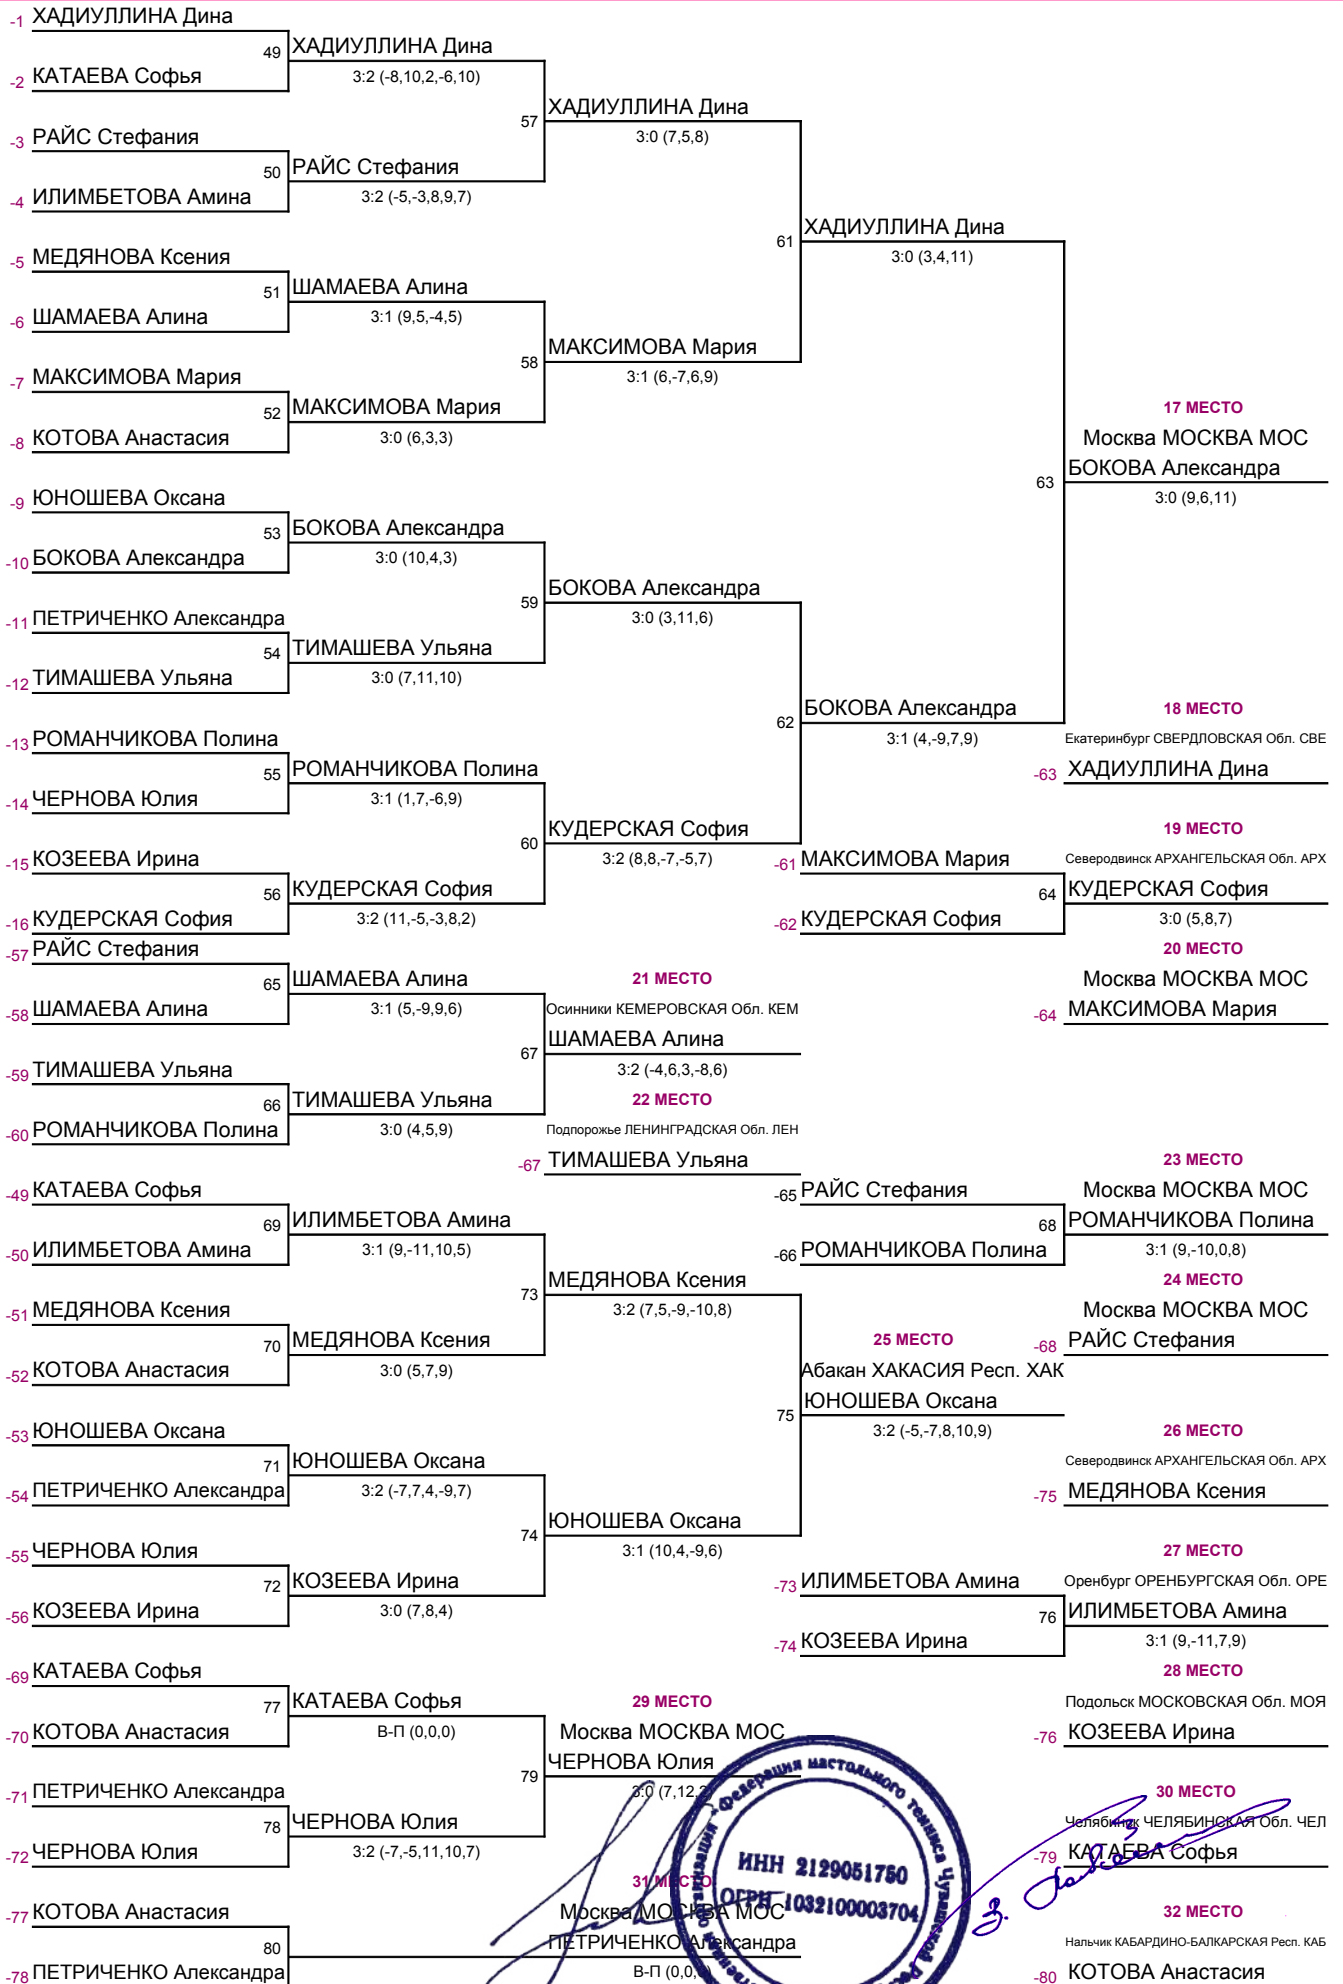 -1 ХАДИУЛЛИНА Дина
49 ХАДИУЛЛИНА Дина
-2 КАТАЕВА Софья 3:2 (-8,10,2,-6,10)
57 ХАДИУЛЛИНА Дина
3:0 (7,5,8)
-3 РАЙС Стефания
50 РАЙС Стефания
-4 ИЛИМБЕТОВА Амина 3:2 (-5,-3,8,9,7)
61 ХАДИУЛЛИНА Дина
3:0 (3,4,11)
-5 МЕДЯНОВА Ксения
51 ШАМАЕВА Алина
-6 ШАМАЕВА Алина 3:1 (9,5,-4,5)
58 МАКСИМОВА Мария
3:1 (6,-7,6,9)
-7 МАКСИМОВА Мария
52 МАКСИМОВА Мария
-8 КОТОВА Анастасия 3:0 (6,3,3)
17 МЕСТО
Москва МОСКВА МОС
63 БОКОВА Александра
3:0 (9,6,11)
-9 ЮНОШЕВА Оксана
53 БОКОВА Александра
-10 БОКОВА Александра 3:0 (10,4,3)
59 БОКОВА Александра
3:0 (3,11,6)
-11 ПЕТРИЧЕНКО Александра
54 ТИМАШЕВА Ульяна
-12 ТИМАШЕВА Ульяна 3:0 (7,11,10)
62 БОКОВА Александра
3:1 (4,-9,7,9)
18 МЕСТО
Екатеринбург СВЕРДЛОВСКАЯ Обл. СВЕ
-63 ХАДИУЛЛИНА Дина
-13 РОМАНЧИКОВА Полина
55 РОМАНЧИКОВА Полина
-14 ЧЕРНОВА Юлия 3:1 (1,7,-6,9)
60 КУДЕРСКАЯ София
3:2 (8,8,-7,-5,7)
-15 КОЗЕЕВА Ирина
56 КУДЕРСКАЯ София
-16 КУДЕРСКАЯ София 3:2 (11,-5,-3,8,2)
19 МЕСТО
Северодвинск АРХАНГЕЛЬСКАЯ Обл. АРХ
-61 МАКСИМОВА Мария
64 КУДЕРСКАЯ София
-62 КУДЕРСКАЯ София 3:0 (5,8,7)
20 МЕСТО
Москва МОСКВА МОС
-64 МАКСИМОВА Мария
-57 РАЙС Стефания
65 ШАМАЕВА Алина
-58 ШАМАЕВА Алина 3:1 (5,-9,9,6)
21 МЕСТО
Осинники КЕМЕРОВСКАЯ Обл. КЕМ
67 ШАМАЕВА Алина
3:2 (-4,6,3,-8,6)
-59 ТИМАШЕВА Ульяна
66 ТИМАШЕВА Ульяна
-60 РОМАНЧИКОВА Полина 3:0 (4,5,9)
22 МЕСТО
Подпорожье ЛЕНИНГРАДСКАЯ Обл. ЛЕН
-67 ТИМАШЕВА Ульяна
23 МЕСТО
Москва МОСКВА МОС
-65 РАЙС Стефания
68 РОМАНЧИКОВА Полина
-66 РОМАНЧИКОВА Полина 3:1 (9,-10,0,8)
24 МЕСТО
Москва МОСКВА МОС
-68 РАЙС Стефания
-49 КАТАЕВА Софья
69 ИЛИМБЕТОВА Амина
-50 ИЛИМБЕТОВА Амина 3:1 (9,-11,10,5)
73 МЕДЯНОВА Ксения
3:2 (7,5,-9,-10,8)
-51 МЕДЯНОВА Ксения
70 МЕДЯНОВА Ксения
-52 КОТОВА Анастасия 3:0 (5,7,9)
25 МЕСТО
Абакан ХАКАСИЯ Респ. ХАК
75 ЮНОШЕВА Оксана
3:2 (-5,-7,8,10,9)
-53 ЮНОШЕВА Оксана
71 ЮНОШЕВА Оксана
-54 ПЕТРИЧЕНКО Александра 3:2 (-7,7,4,-9,7)
74 ЮНОШЕВА Оксана
3:1 (10,4,-9,6)
26 МЕСТО
Северодвинск АРХАНГЕЛЬСКАЯ Обл. АРХ
-75 МЕДЯНОВА Ксения
-55 ЧЕРНОВА Юлия
72 КОЗЕЕВА Ирина
-56 КОЗЕЕВА Ирина 3:0 (7,8,4)
27 МЕСТО
Оренбург ОРЕНБУРГСКАЯ Обл. ОРЕ
-73 ИЛИМБЕТОВА Амина
76 ИЛИМБЕТОВА Амина
-74 КОЗЕЕВА Ирина 3:1 (9,-11,7,9)
28 МЕСТО
Подольск МОСКОВСКАЯ Обл. МОЯ
-76 КОЗЕЕВА Ирина
-69 КАТАЕВА Софья
77 КАТАЕВА Софья
-70 КОТОВА Анастасия В-П (0,0,0)
29 МЕСТО
Москва МОСКВА МОС
79 ЧЕРНОВА Юлия
3:0 (7,12,
-71 ПЕТРИЧЕНКО Александра
78 ЧЕРНОВА Юлия
-72 ЧЕРНОВА Юлия 3:2 (-7,-5,11,10,7)
30 МЕСТО
Челябинск ЧЕЛЯБИНСКАЯ Обл. ЧЕЛ
-79 КАТАЕВА Софья
31 МЕСТО
Москва МОСКВА МОС
-77 КОТОВА Анастасия
80 ПЕТРИЧЕНКО Александра
-78 ПЕТРИЧЕНКО Александра В-П (0,0,
32 МЕСТО
Нальчик КАБАРДИНО-БАЛКАРСКАЯ Респ. КАБ
-80 КОТОВА Анастасия
организация "Федерация настольного тенниса Чувашской
ИНН 2129051750
ОГРН 1032100003704